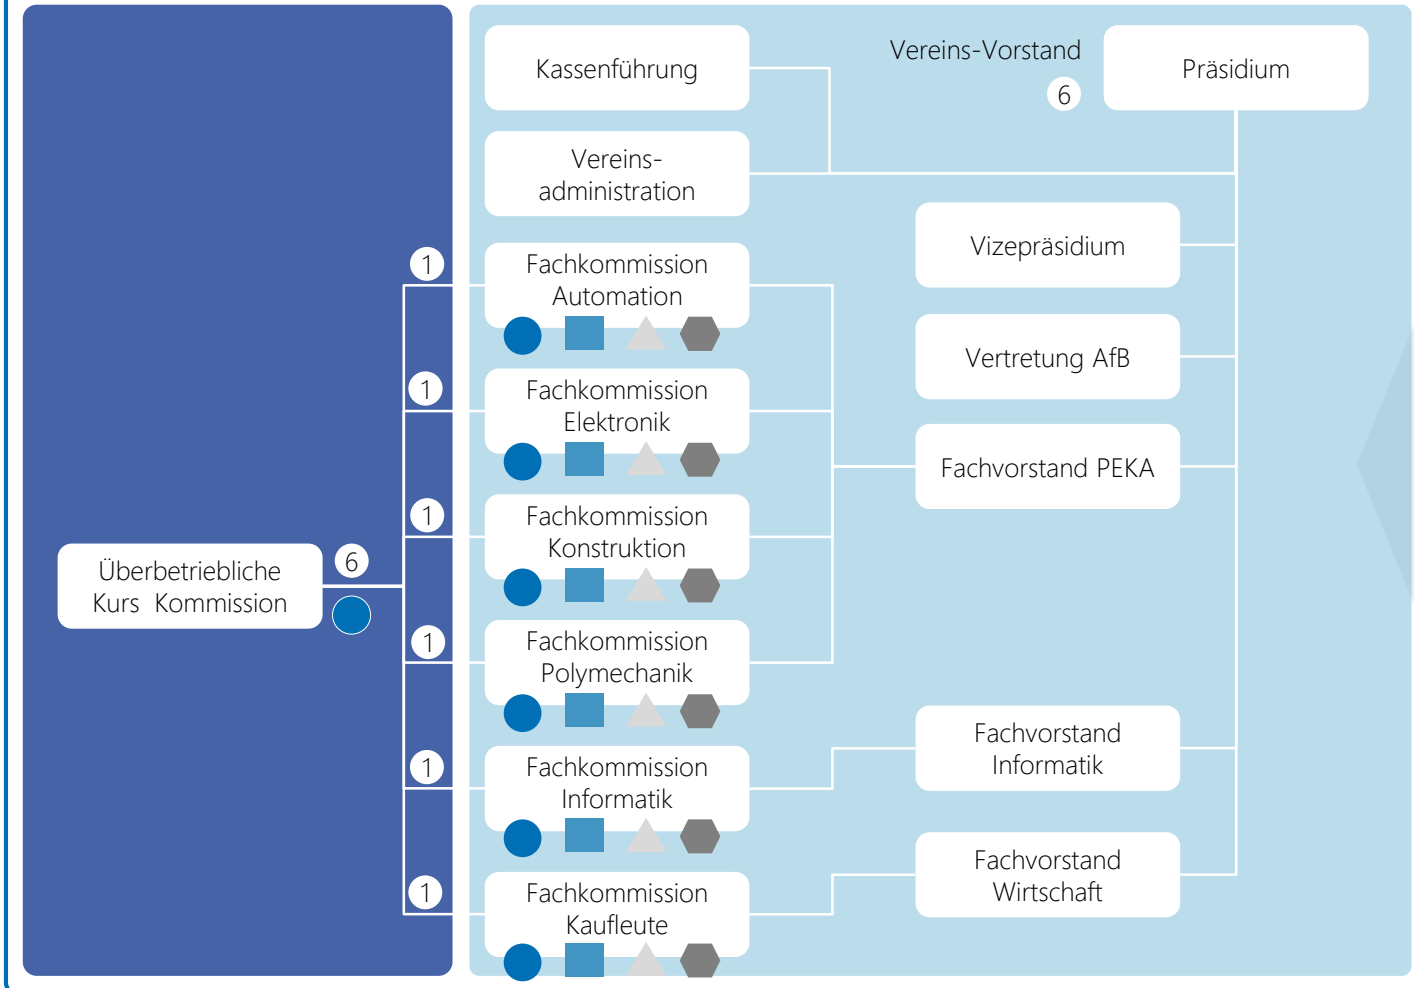 Kassenführung
Vereins-Vorstand
6
Präsidium
Vereins-
administration
Vizepräsidium
1
Fachkommission
Automation
Vertretung AfB
1
Fachkommission
Elektronik
Fachvorstand PEKA
1
Fachkommission
Konstruktion
Überbetriebliche
Kurs Kommission
6
1
Fachkommission
Polymechanik
Fachvorstand
Informatik
1
Fachkommission
Informatik
Fachvorstand
Wirtschaft
1
Fachkommission
Kaufleute